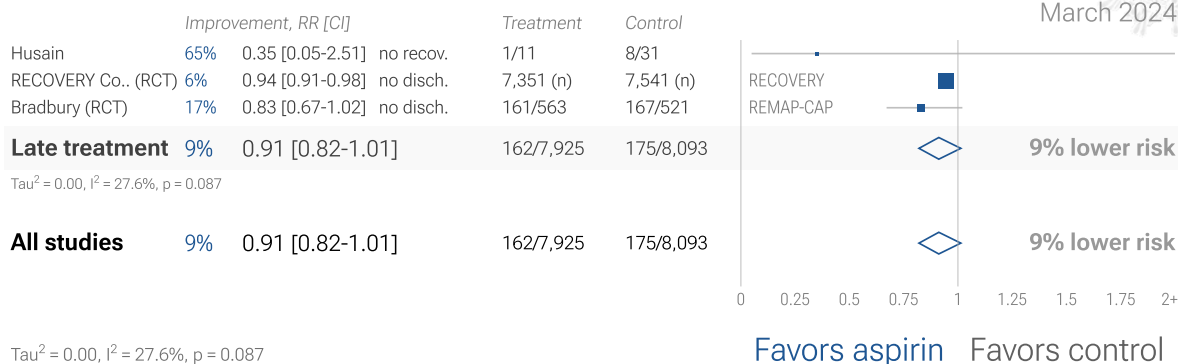 March 2024
Improvement, RR [CI] Treatment Control
Husain 65% 0.35 [0.05-2.51] no recov. 1/11 8/31
RECOVERY Co.. (RCT) 6% 0.94 [0.91-0.98] no disch. 7,351 (n) 7,541 (n) RECOVERY
Bradbury (RCT) 17% 0.83 [0.67-1.02] no disch. 161/563 167/521 REMAP-CAP
Late treatment 9% 0.91 [0.82-1.01] 162/7,925 175/8,093 9% lower risk
Tau² = 0.00, I² = 27.6%, p = 0.087
All studies 9% 0.91 [0.82-1.01] 162/7,925 175/8,093 9% lower risk
0 0.25 0.5 0.75 1 1.25 1.5 1.75 2+
Tau² = 0.00, I² = 27.6%, p = 0.087 Favors aspirin Favors control